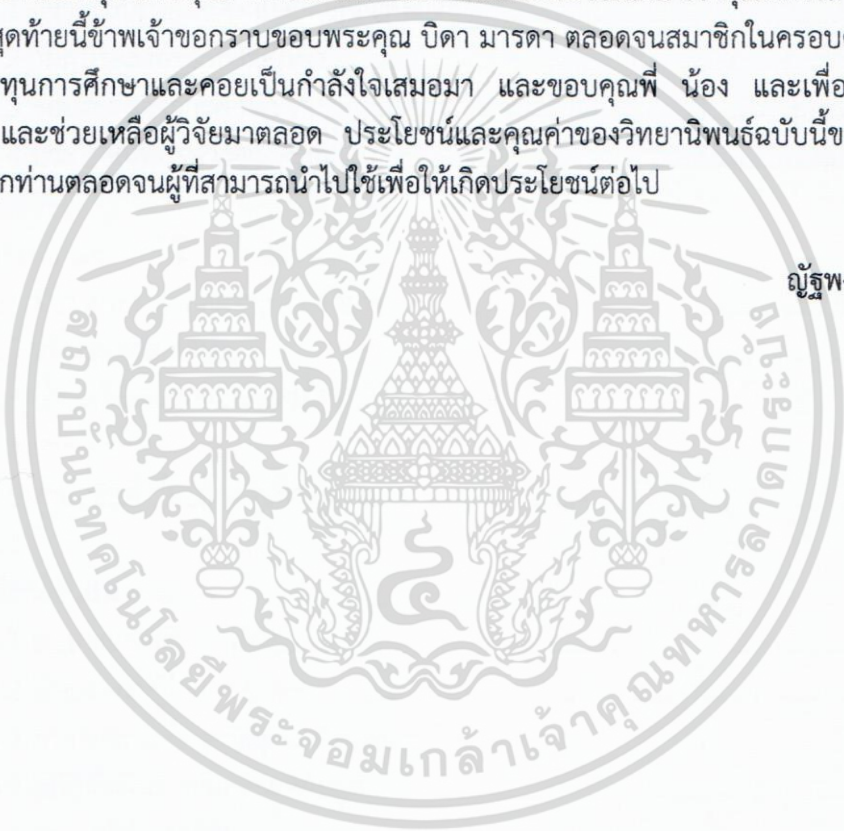 สุดท้ายนี้ข้าพเจ้าขอกราบขอบพระคุณ บิดา มารดา ตลอดจนสมาชิกในครอบ
ทุนการศึกษาและคอยเป็นกำลังใจเสมอมา และขอบคุณพี่ น้อง และเพื่อ
และช่วยเหลือผู้วิจัยมาตลอด ประโยชน์และคุณค่าของวิทยานิพนธ์ฉบับนี้ข
กท่านตลอดจนผู้ที่สามารถนำไปใช้เพื่อให้เกิดประโยชน์ต่อไป
ณัฐพ
สถาบันเทคโนโลยีพระจอมเกล้าเจ้าคุณทหารลาดกระบัง
๔